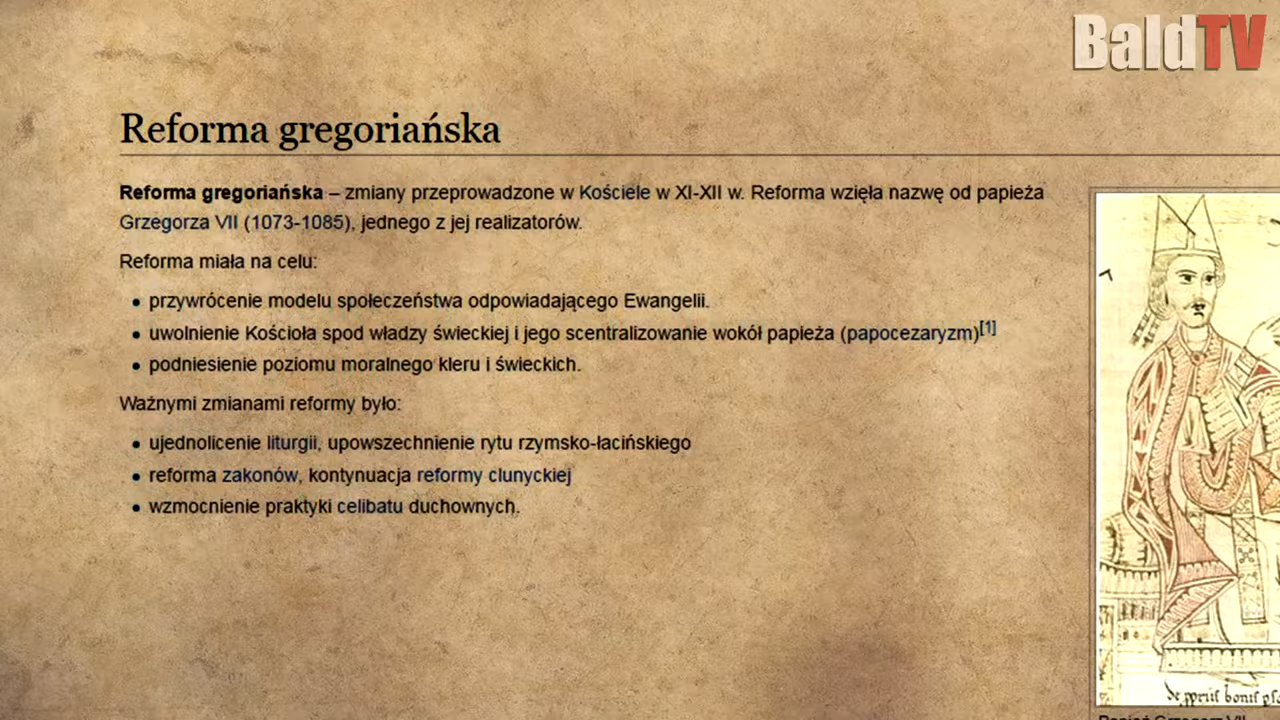 BaldTV
Reforma gregoriańska
Reforma gregoriańska – zmiany przeprowadzone w Kościele w XI-XII w. Reforma wzięła nazwę od papieża
Grzegorza VII (1073-1085), jednego z jej realizatorów.
Reforma miała na celu:
• przywrócenie modelu społeczeństwa odpowiadającego Ewangelii.
• uwolnienie Kościoła spod władzy świeckiej i jego scentralizowanie wokół papieża (papocezaryzm)[1]
• podniesienie poziomu moralnego kleru i świeckich.
Ważnymi zmianami reformy było:
• ujednolicenie liturgii, upowszechnienie rytu rzymsko-łacińskiego
• reforma zakonów, kontynuacja reformy clunyckiej
• wzmocnienie praktyki celibatu duchownych.
Papież Grzegorz VII